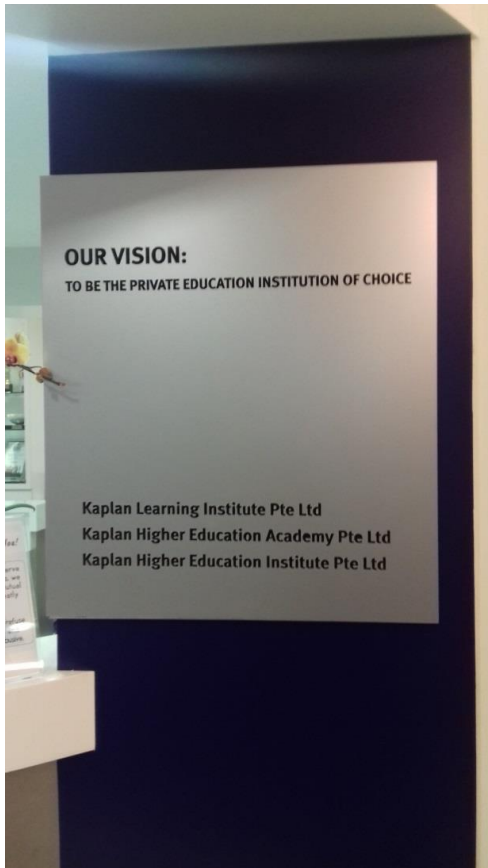 OUR VISION:
TO BE THE PRIVATE EDUCATION INSTITUTION OF CHOICE
Kaplan Learning Institute Pte Ltd
Kaplan Higher Education Academy Pte Ltd
Kaplan Higher Education Institute Pte Ltd